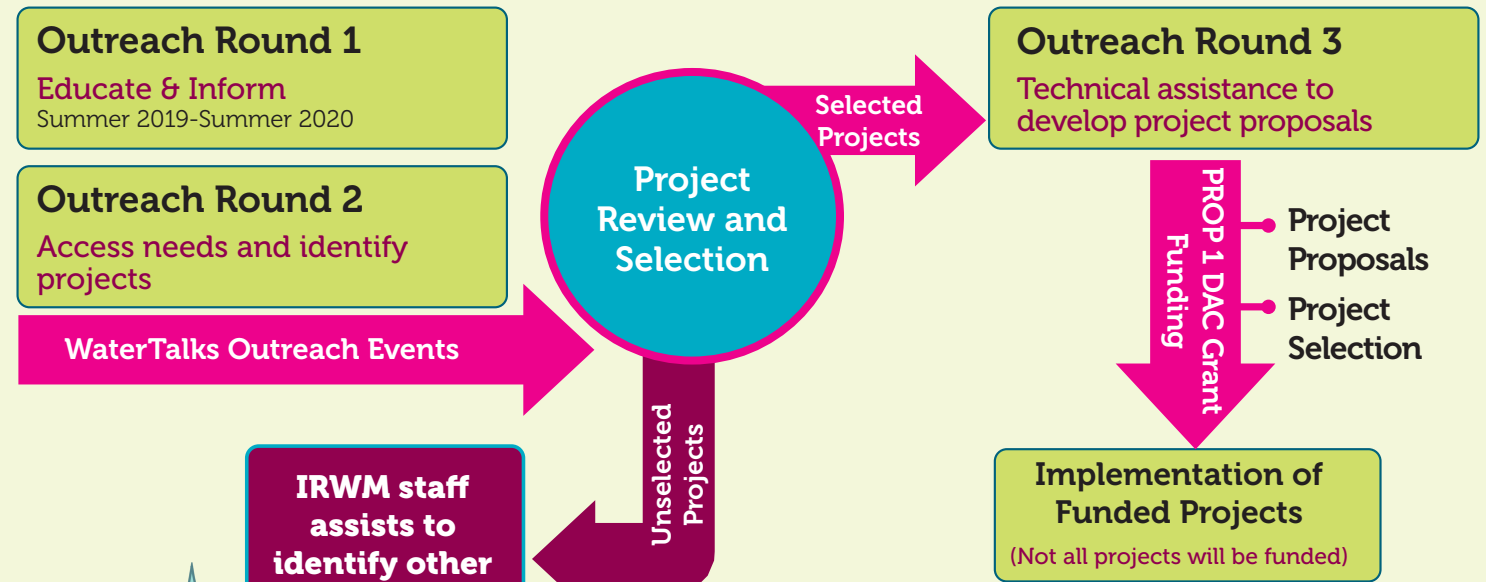 Outreach Round 1
Educate & Inform
Summer 2019-Summer 2020
Outreach Round 2
Access needs and identify
projects
WaterTalks Outreach Events
Project
Review and
Selection
Selected
Projects
Unselected
Projects
IRWM staff
assists to
identify other
Outreach Round 3
Technical assistance to
develop project proposals
PROP 1 DAC Grant
Funding
Project
Proposals
Project
Selection
Implementation of
Funded Projects
(Not all projects will be funded)